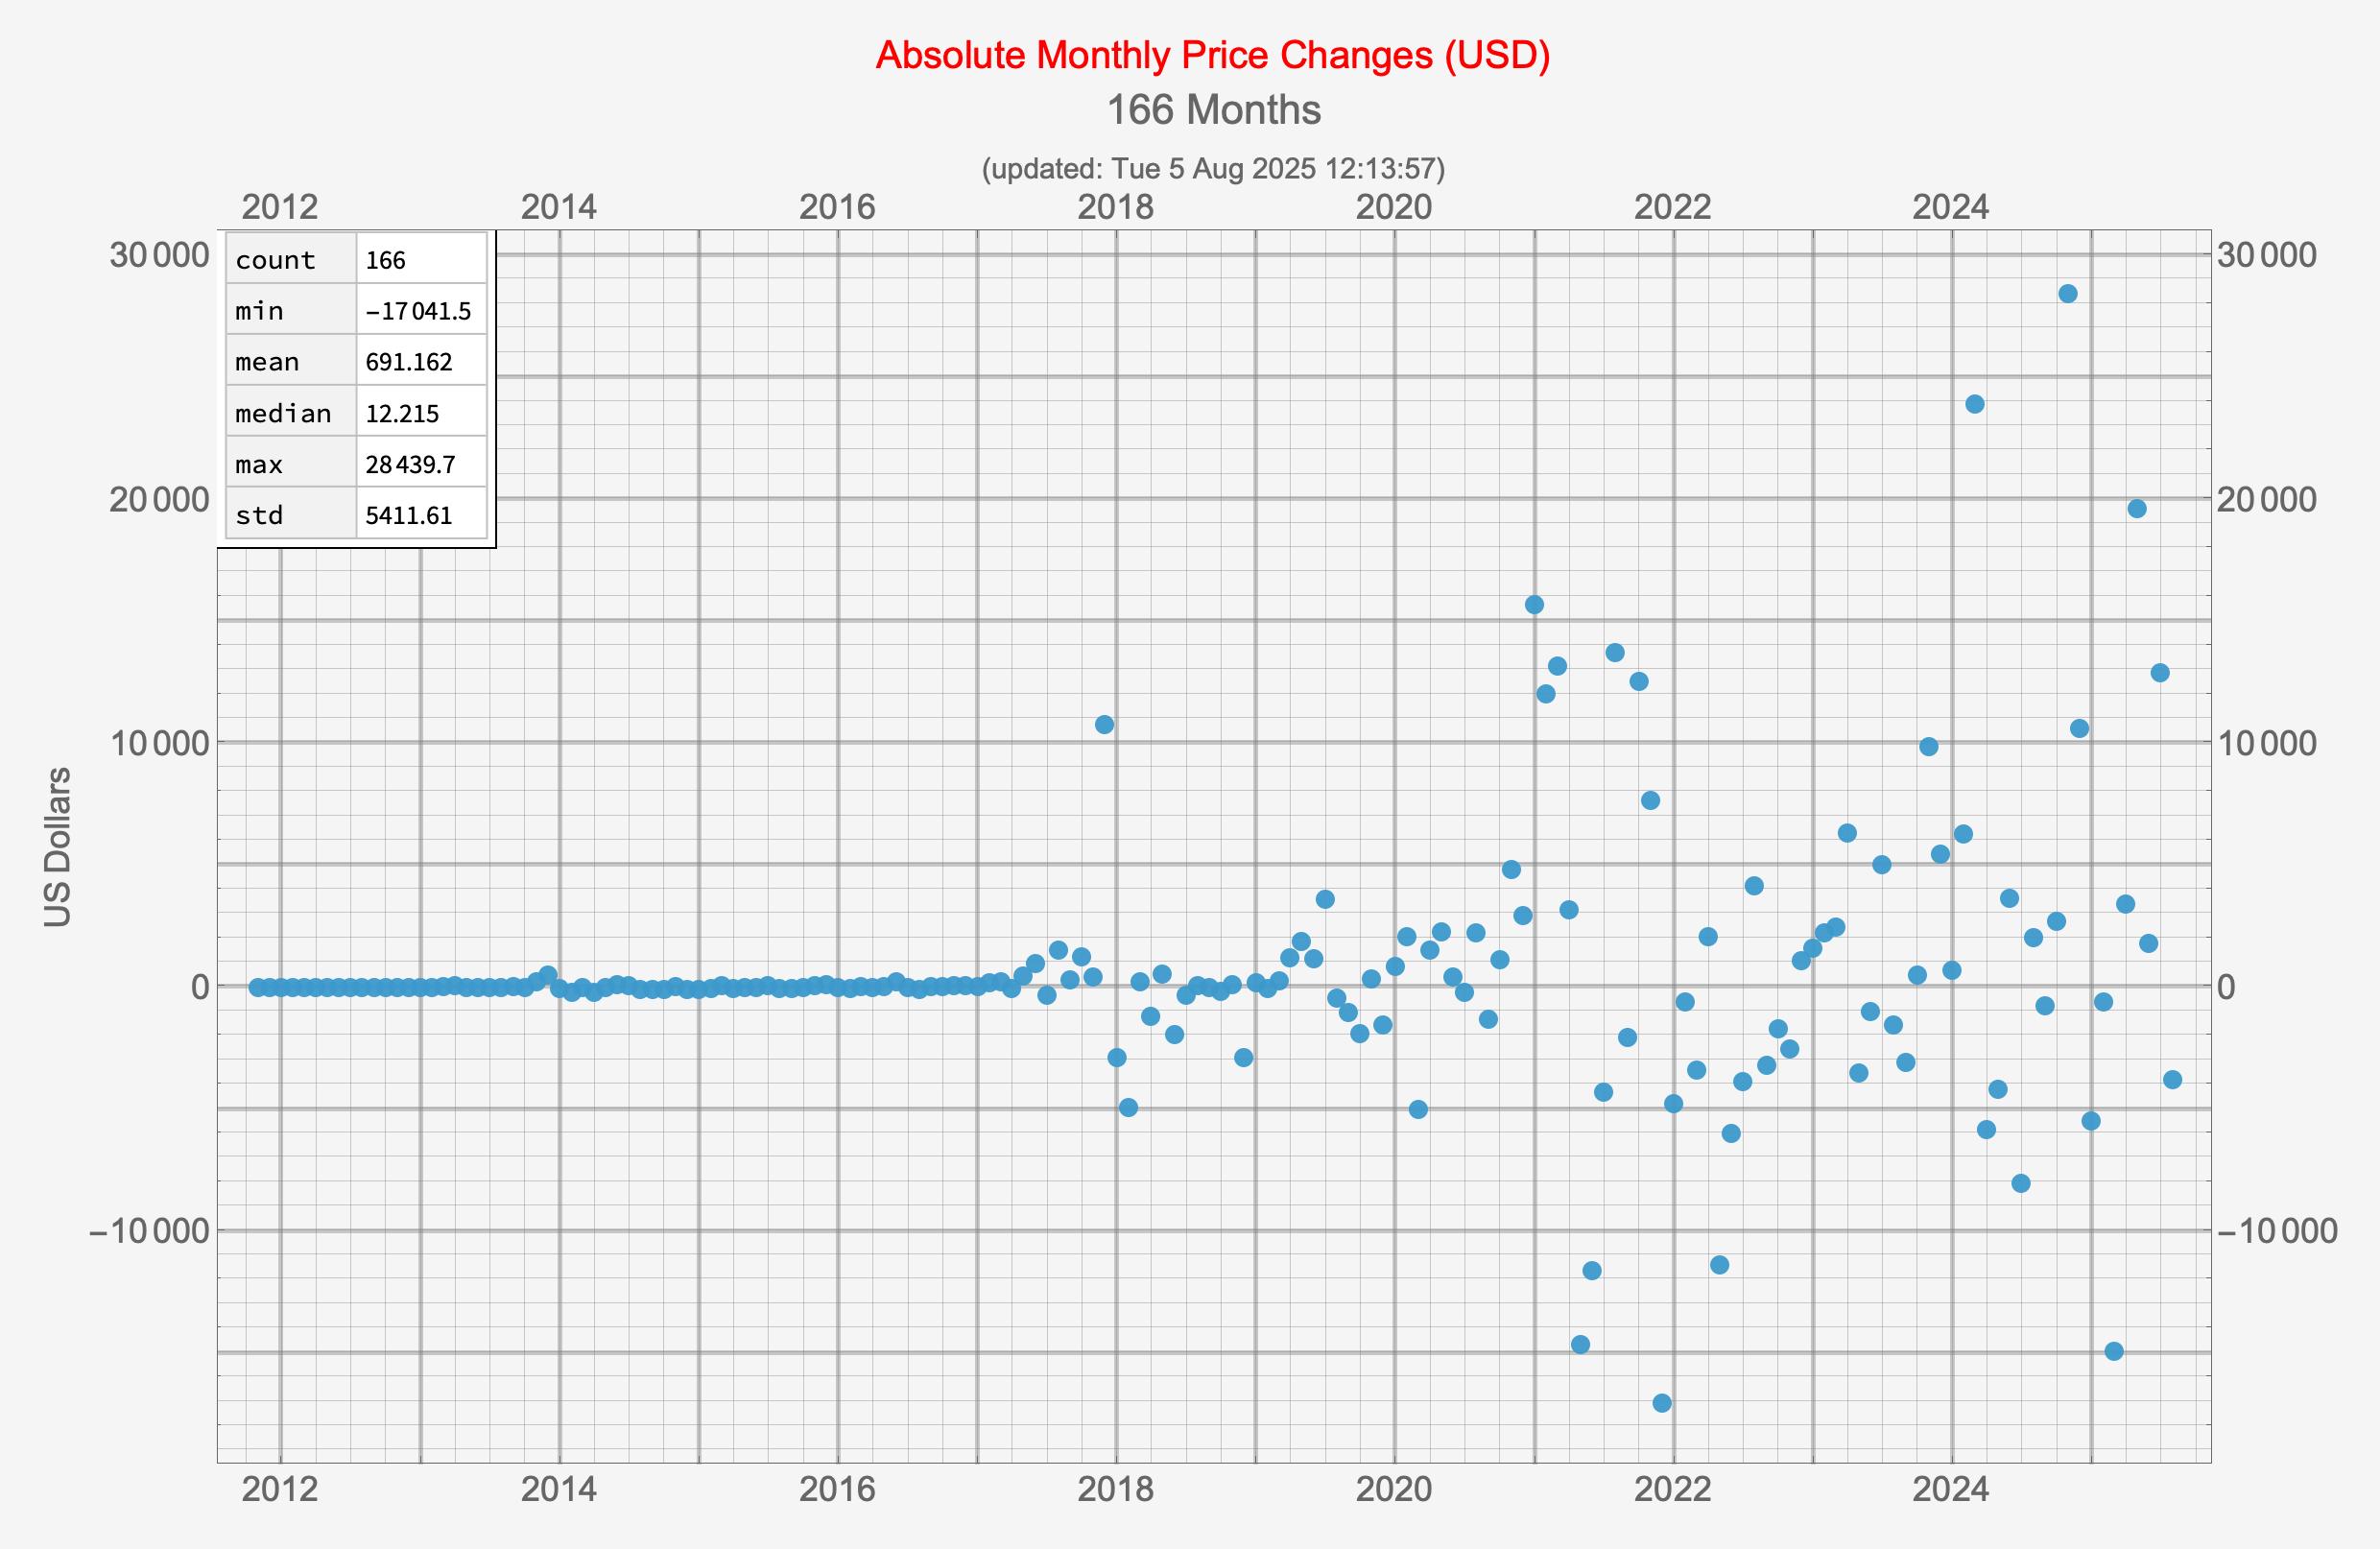 Absolute Monthly Price Changes (USD)
166 Months
(updated: Tue 5 Aug 2025 12:13:57)
2012 2014 2016 2018 2020 2022 2024
30 000 30 000
count 166
min −17 041.5
mean 691.162
median 12.215
max 28 439.7
std 5411.61
20 000 20 000
10 000 10 000
US Dollars
0 0
−10 000 −10 000
2012 2014 2016 2018 2020 2022 2024